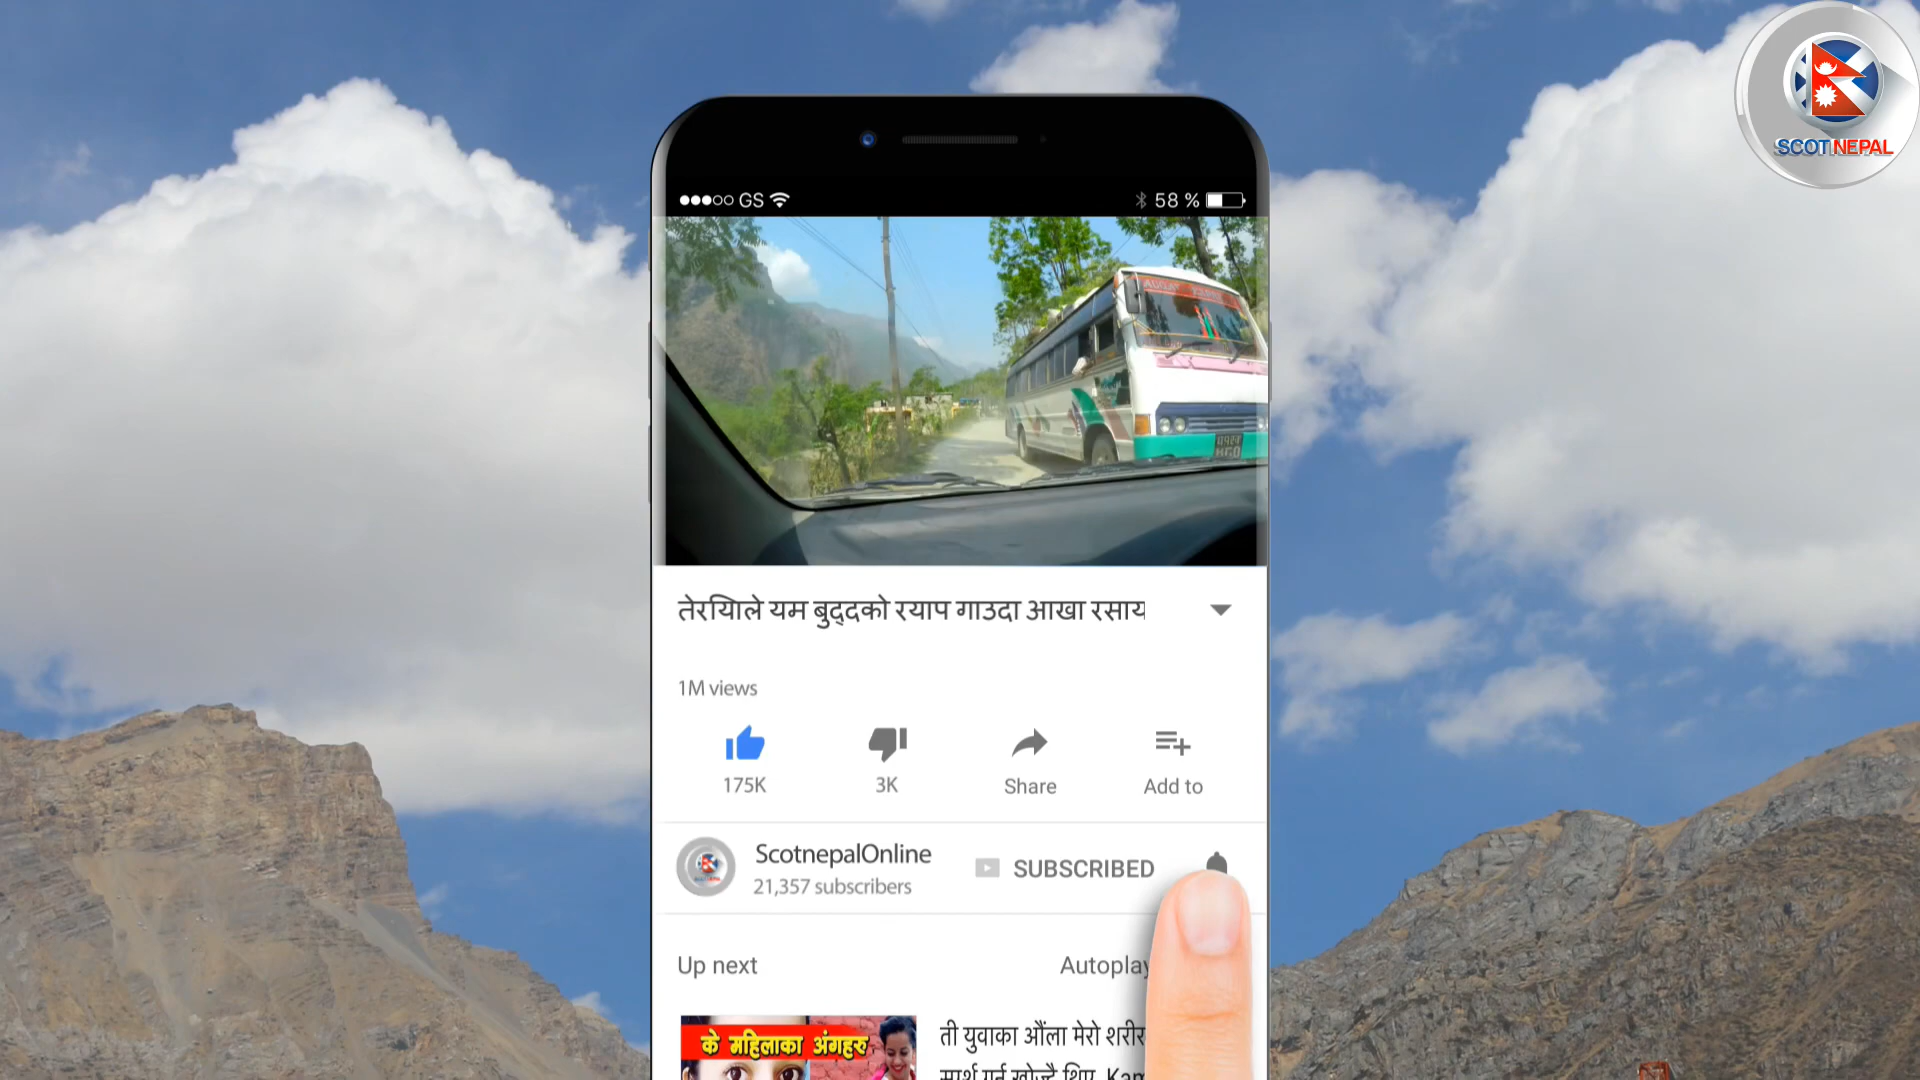 SCOTNEPAL
GS
58 %
तेरयािले यम बुद्दको रयाप गाउदा आखा रसाय
1M views
175K
3K
Share
Add to
ScotnepalOnline
21,357 subscribers
SUBSCRIBED
Up next
Autoplay
के महिलाका अंगहरु
ती युवाका औंला मेरो शरीर